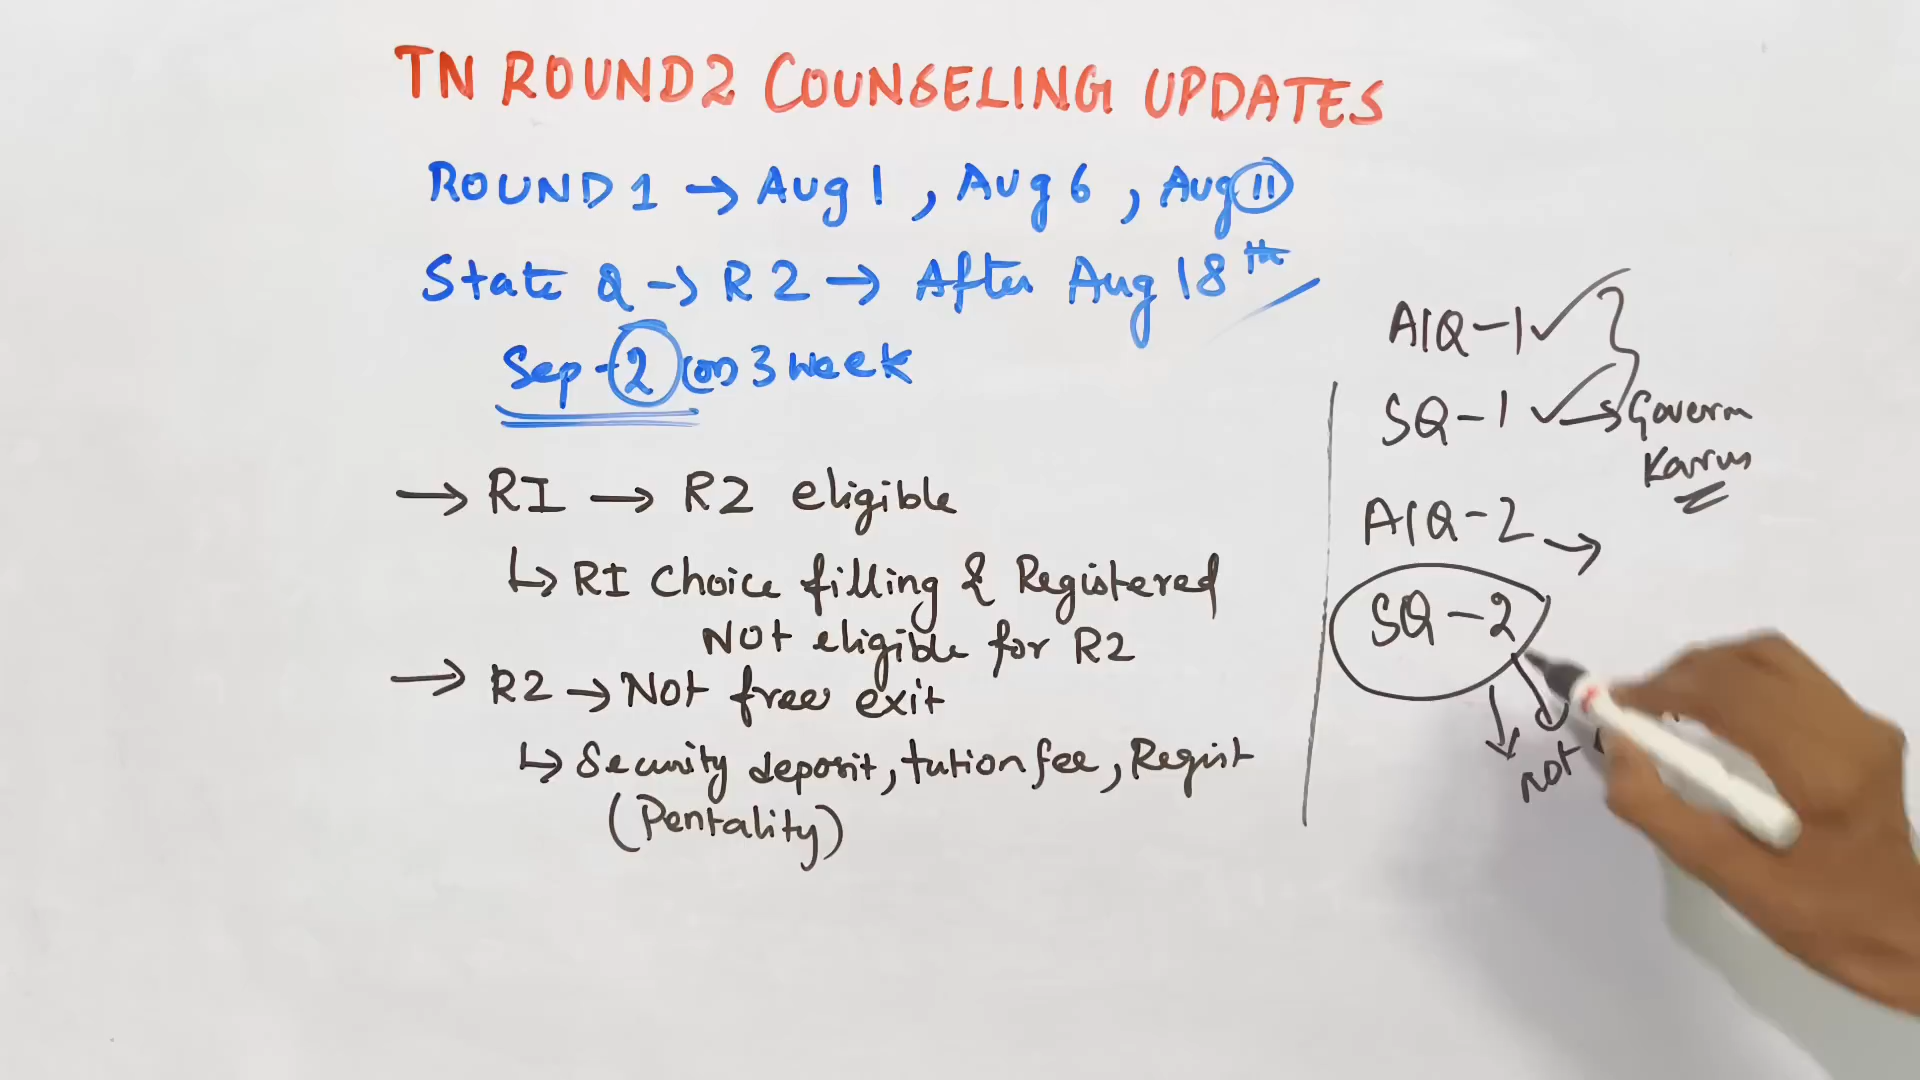 TN ROUND2 COUNSELING UPDATES
ROUND 1 → Aug 1 , Aug 6 , Aug 11
State Q → R2 → After Aug 18th
Sep - 2 (or) 3 week
→ R1 → R2 eligible
↳ R1 Choice filling & Registered
NOT eligible for R2
→ R2 → Not free exit
↳ Security deposit, tution fee, Regist
(Pentality)
AIQ-1 ✓
SQ-1 ✓ → Govern
AIQ-2 →
SQ-2
not